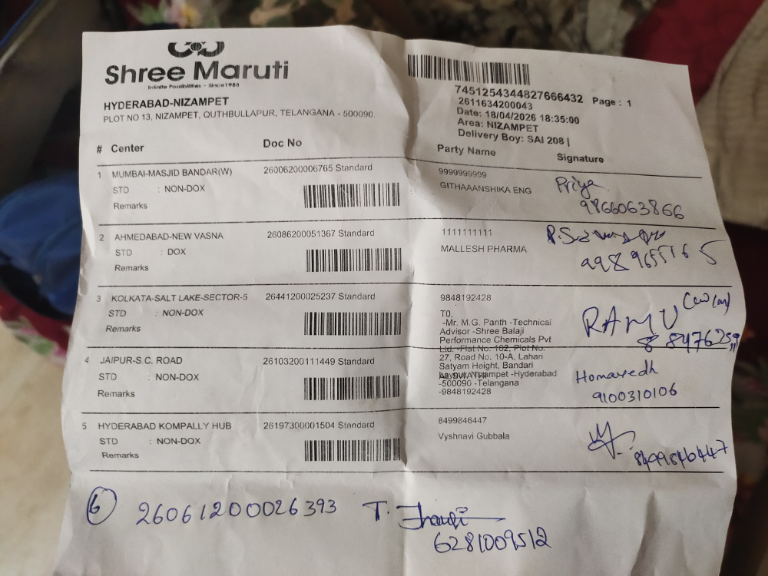 Shree Maruti
Infinite Possibilities - Since 1985
HYDERABAD-NIZAMPET
PLOT NO 13, NIZAMPET, QUTHBULLAPUR, TELANGANA - 500090.
7451254344827666432 Page : 1
2611634200043
Date: 18/04/2026 18:35:00
Area: NIZAMPET
Delivery Boy: SAI 208 |
# Center Doc No Party Name Signature
1 MUMBAI-MASJID BANDAR(W) 26006200006765 Standard 9999999999
STD : NON-DOX GITHAAANSHIKA ENG Priya
Remarks 9866063866
2 AHMEDABAD-NEW VASNA 26086200051367 Standard 1111111111
STD : DOX MALLESH PHARMA
Remarks
3 KOLKATA-SALT LAKE-SECTOR-5 26441200025237 Standard 9848192428
STD : NON-DOX TO,
Remarks -Mr. M.G. Panth -Technical
Advisor -Shree Balaji
Performance Chemicals Pvt
Ltd. -Flat No. 102, Plot No.
27, Road No. 10-A, Lahari
Satyam Height, Bandari
-Hyderabad
-500090 -Telangana
-9848192428
RAMU
4 JAIPUR-S.C. ROAD 26103200111449 Standard
STD : NON-DOX
Remarks 9100310106
5 HYDERABAD KOMPALLY HUB 26197300001504 Standard 8499846447
STD : NON-DOX Vyshnavi Gubbala
Remarks 8499846447
6 26061200026393 T.
6281009512